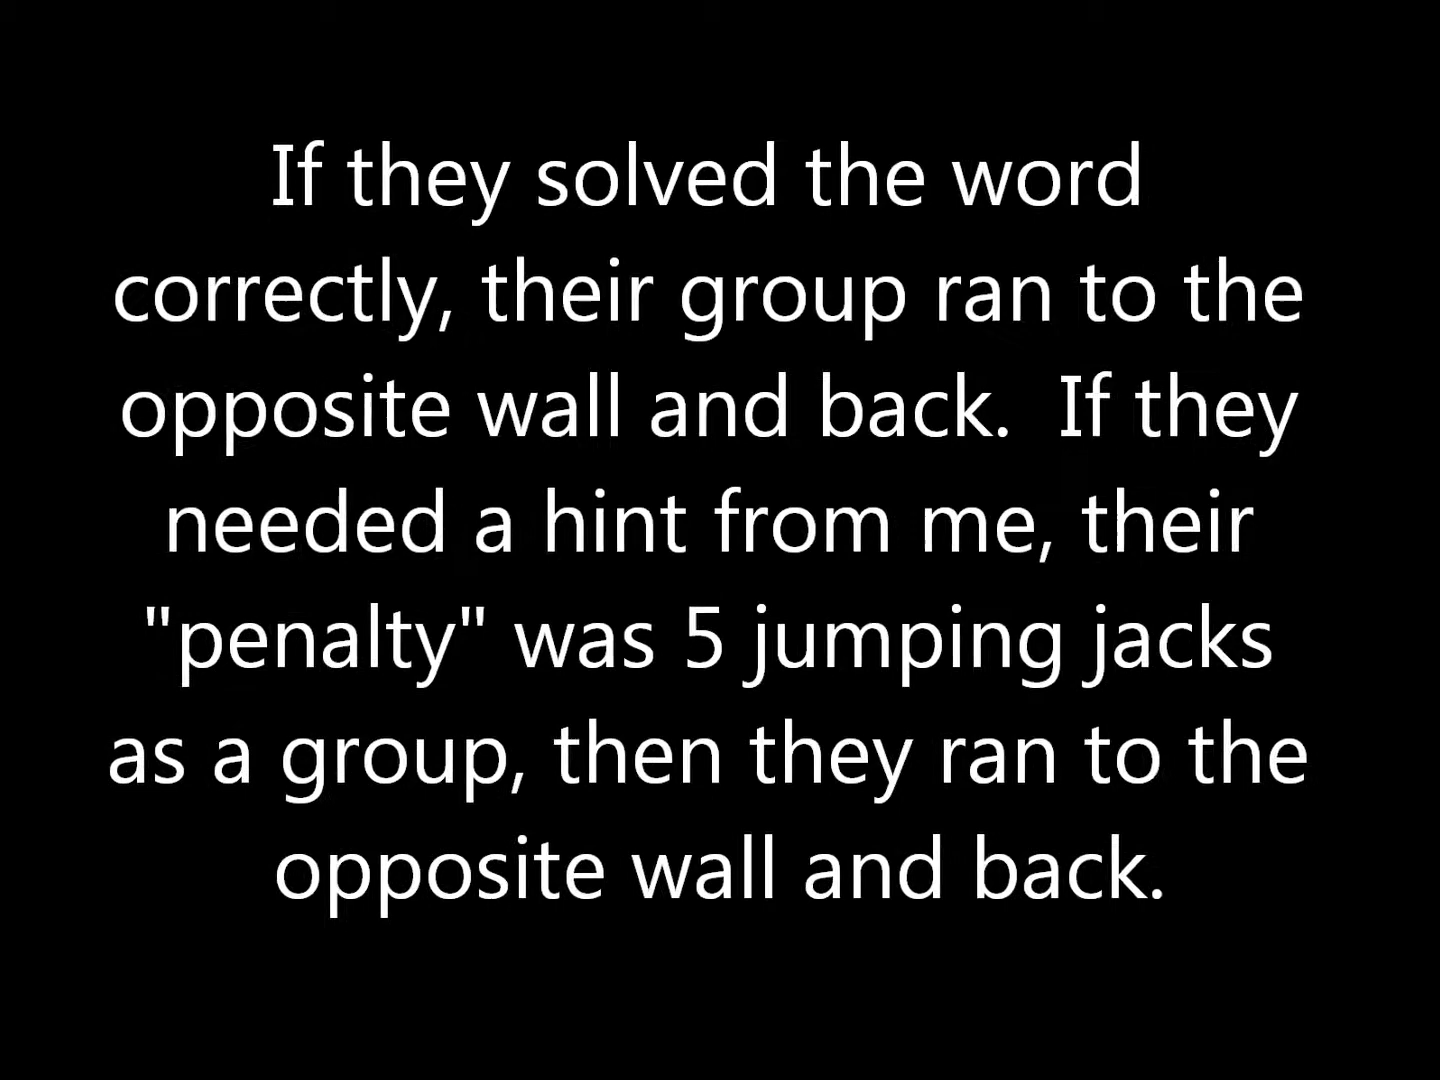 If they solved the word
correctly, their group ran to the
opposite wall and back.  If they
needed a hint from me, their
"penalty" was 5 jumping jacks
as a group, then they ran to the
opposite wall and back.